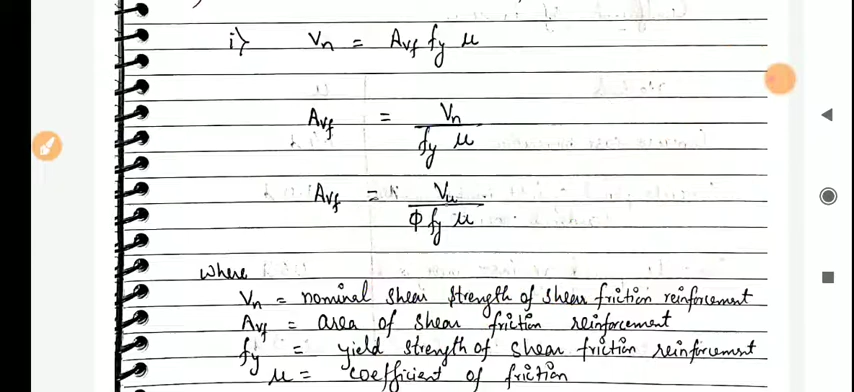 i) Vn = Avf fy μ
Avf = Vn / fy μ
Avf = Vu / φ fy μ
where
Vn = nominal shear strength of shear friction reinforcement
Avf = area of shear friction reinforcement
fy = yield strength of shear friction reinforcement
μ = coefficient of friction